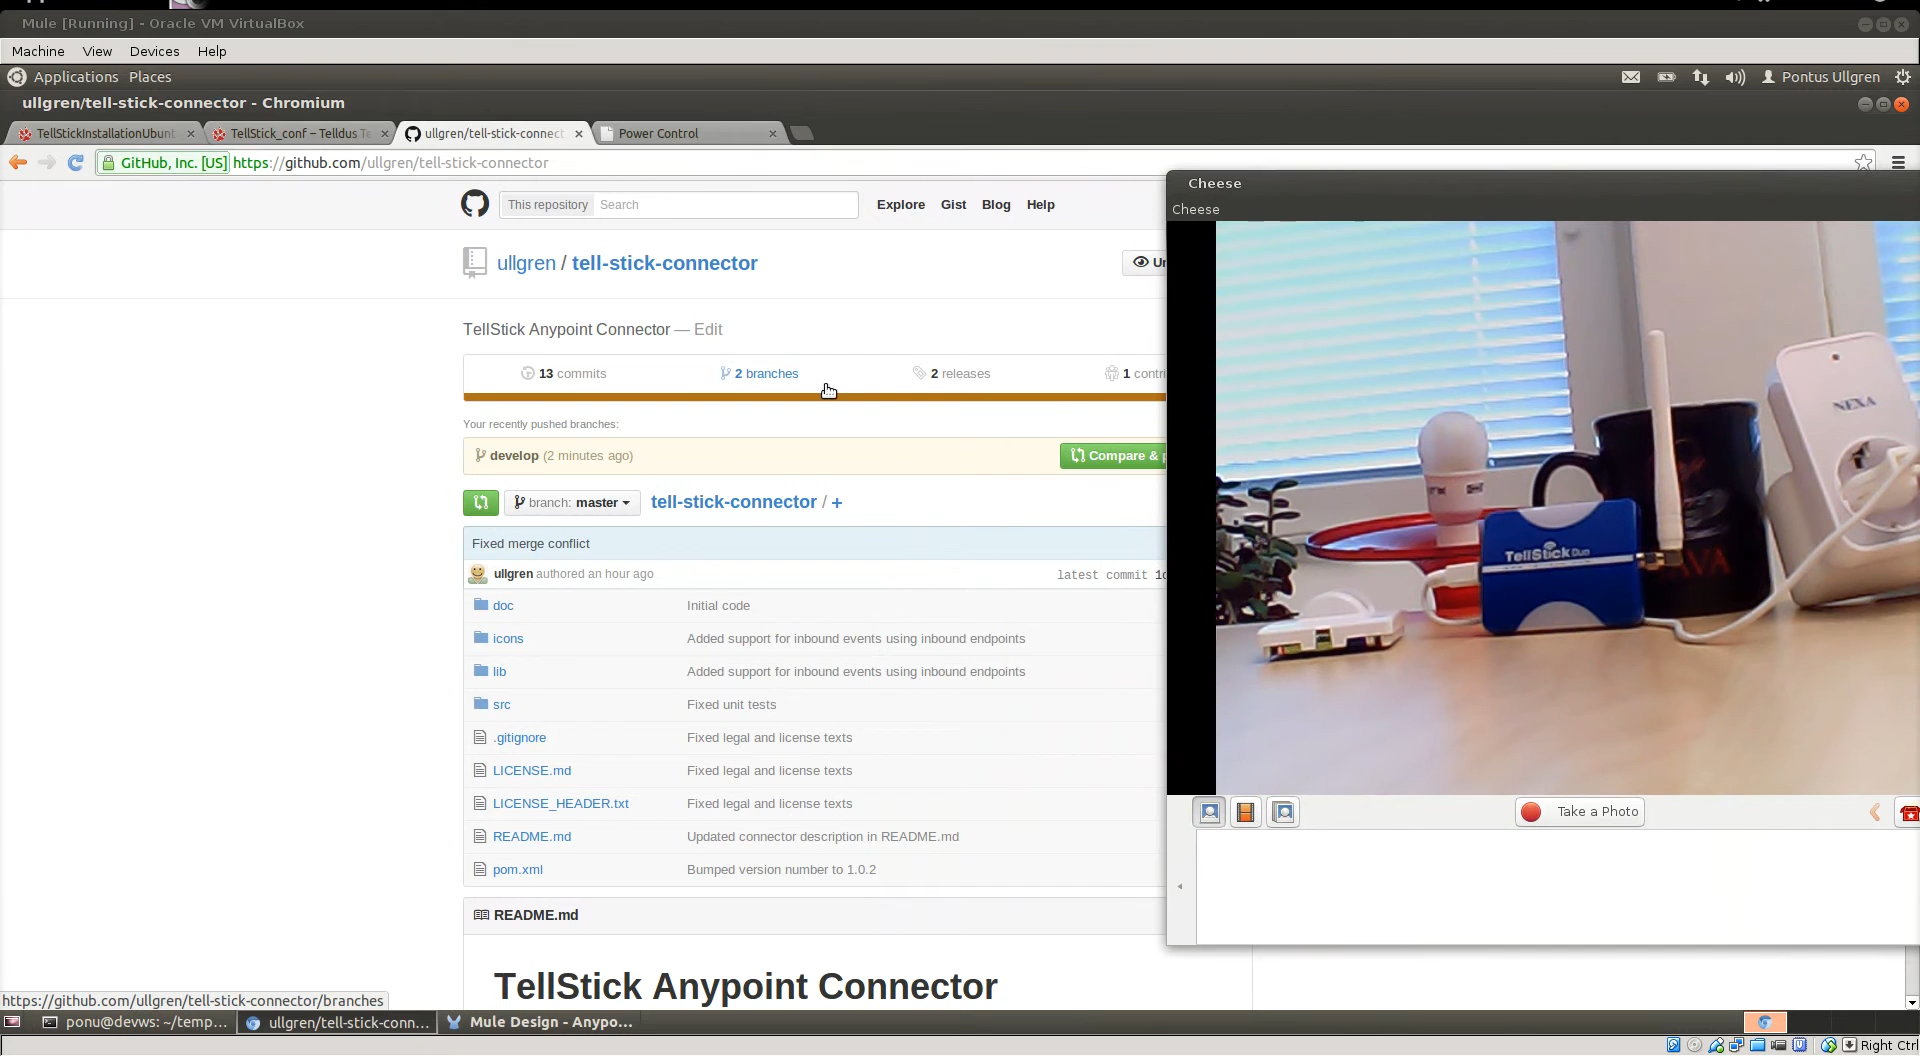 Mule [Running] - Oracle VM VirtualBox
Machine View Devices Help
Applications Places
Pontus Ullgren
ullgren/tell-stick-connector - Chromium
TellStickInstallationUbunt
TellStick_conf – Telldus Te
ullgren/tell-stick-connect
Power Control
GitHub, Inc. [US] https://github.com/ullgren/tell-stick-connector
This repository Search
Explore Gist Blog Help
ullgren / tell-stick-connector
Un
TellStick Anypoint Connector — Edit
13 commits
2 branches
2 releases
1 contri
Your recently pushed branches:
develop (2 minutes ago)
Compare & p
branch: master
tell-stick-connector / +
Fixed merge conflict
ullgren authored an hour ago
latest commit 1c
doc Initial code
icons Added support for inbound events using inbound endpoints
lib Added support for inbound events using inbound endpoints
src Fixed unit tests
.gitignore Fixed legal and license texts
LICENSE.md Fixed legal and license texts
LICENSE_HEADER.txt Fixed legal and license texts
README.md Updated connector description in README.md
pom.xml Bumped version number to 1.0.2
README.md
TellStick Anypoint Connector
Cheese
Cheese
NEXA
TellStick Duo
Take a Photo
https://github.com/ullgren/tell-stick-connector/branches
ponu@devws: ~/temp...
ullgren/tell-stick-conn...
Mule Design - Anypo...
Right Ctrl